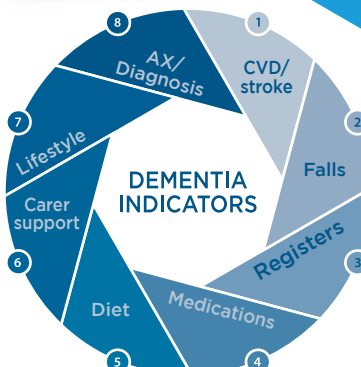 DEMENTIA
INDICATORS
1
CVD/
stroke
2
Falls
3
Registers
4
Medications
5
Diet
6
Carer
support
7
Lifestyle
8
AX/
Diagnosis